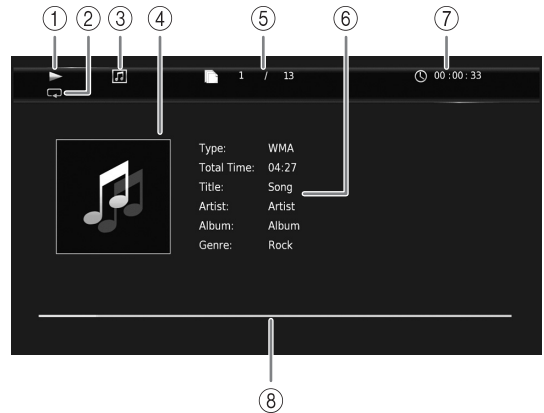 ① ② ③ ④ ⑤ ⑥ ⑦
1 / 13 00:00:33
Type: WMA
Total Time: 04:27
Title: Song
Artist: Artist
Album: Album
Genre: Rock
⑧